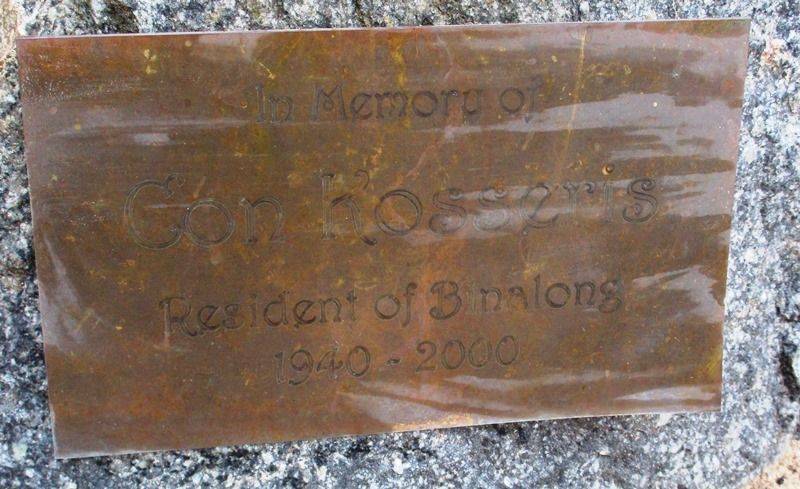 In Memory of
Con Kosseris
Resident of Binalong
1940 - 2000